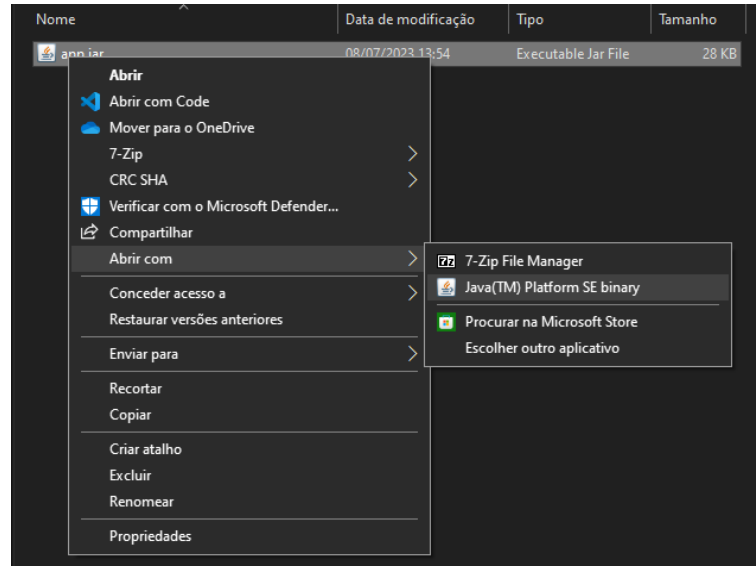 Nome Data de modificação Tipo Tamanho
app.jar 08/07/2023 13:54 Executable Jar File 28 KB
Abrir
Abrir com Code
Mover para o OneDrive
7-Zip
CRC SHA
Verificar com o Microsoft Defender...
Compartilhar
Abrir com
7-Zip File Manager
Java(TM) Platform SE binary
Procurar na Microsoft Store
Escolher outro aplicativo
Conceder acesso a
Restaurar versões anteriores
Enviar para
Recortar
Copiar
Criar atalho
Excluir
Renomear
Propriedades